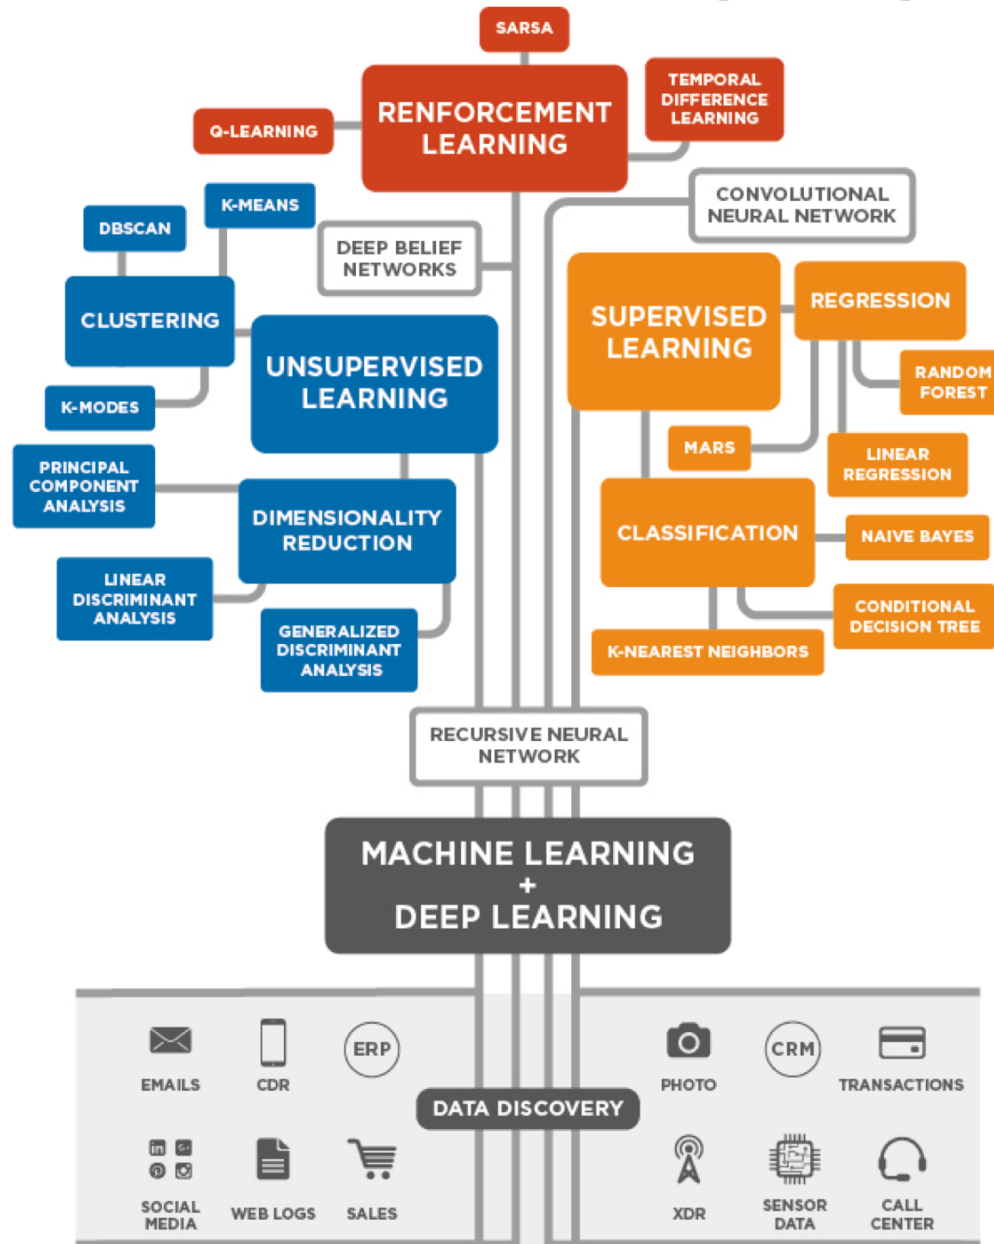 SARSA
RENFORCEMENT
LEARNING
TEMPORAL
DIFFERENCE
LEARNING
Q-LEARNING
CONVOLUTIONAL
NEURAL NETWORK
K-MEANS
DBSCAN
DEEP BELIEF
NETWORKS
CLUSTERING
UNSUPERVISED
LEARNING
K-MODES
SUPERVISED
LEARNING
REGRESSION
RANDOM
FOREST
MARS
LINEAR
REGRESSION
PRINCIPAL
COMPONENT
ANALYSIS
DIMENSIONALITY
REDUCTION
LINEAR
DISCRIMINANT
ANALYSIS
GENERALIZED
DISCRIMINANT
ANALYSIS
CLASSIFICATION
NAIVE BAYES
CONDITIONAL
DECISION TREE
K-NEAREST NEIGHBORS
RECURSIVE NEURAL
NETWORK
MACHINE LEARNING
+
DEEP LEARNING
ERP
CRM
EMAILS
CDR
PHOTO
TRANSACTIONS
DATA DISCOVERY
in
G+
SOCIAL
MEDIA
WEB LOGS
SALES
XDR
SENSOR
DATA
CALL
CENTER